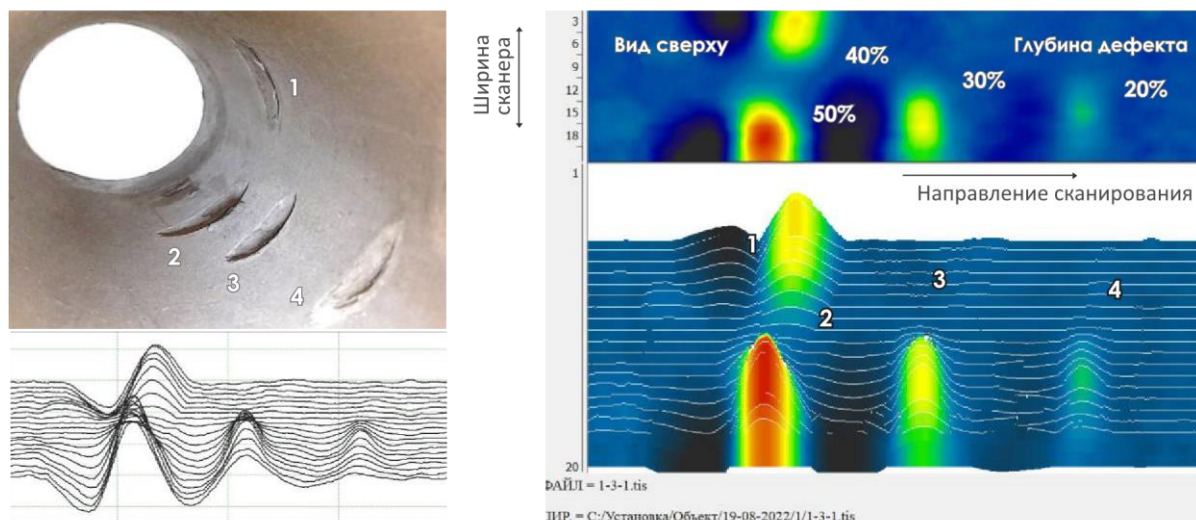 1
2
3
4
Ширина
сканера
3
6
9
12
15
18
Вид сверху
Глубина дефекта
40%
30%
20%
50%
1
Направление сканирования
1
2
3
4
20
ФАЙЛ = 1-3-1.tis
ДИР. = C:/Установка/Объект/19-08-2022/1/1-3-1.tis